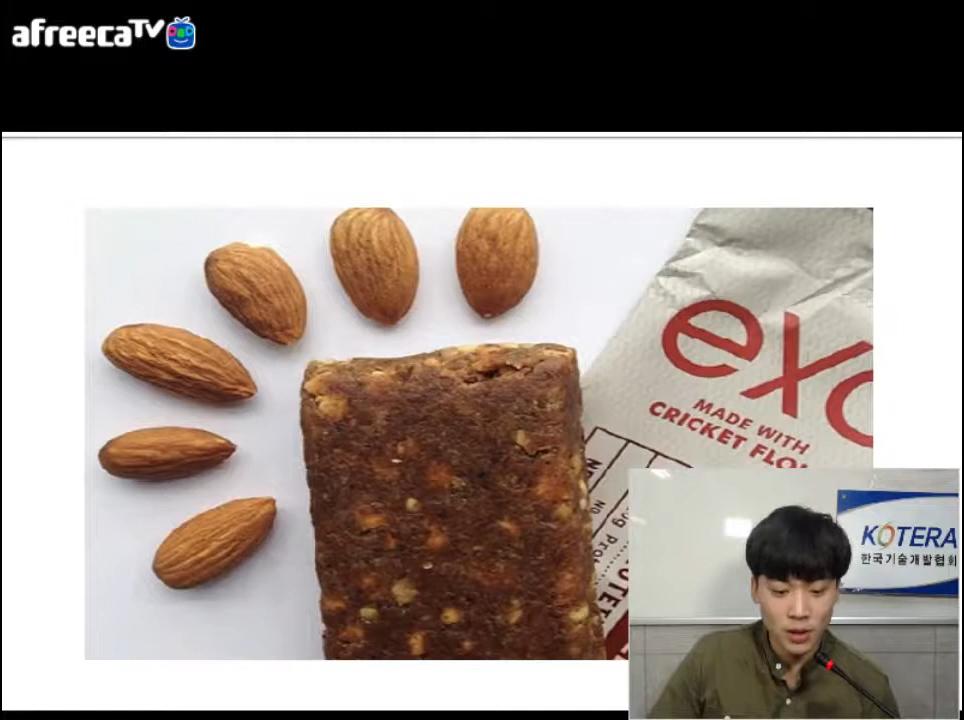 afreecaTV
exo
MADE WITH
CRICKET FLO
KOTERA
한국기술개발협회